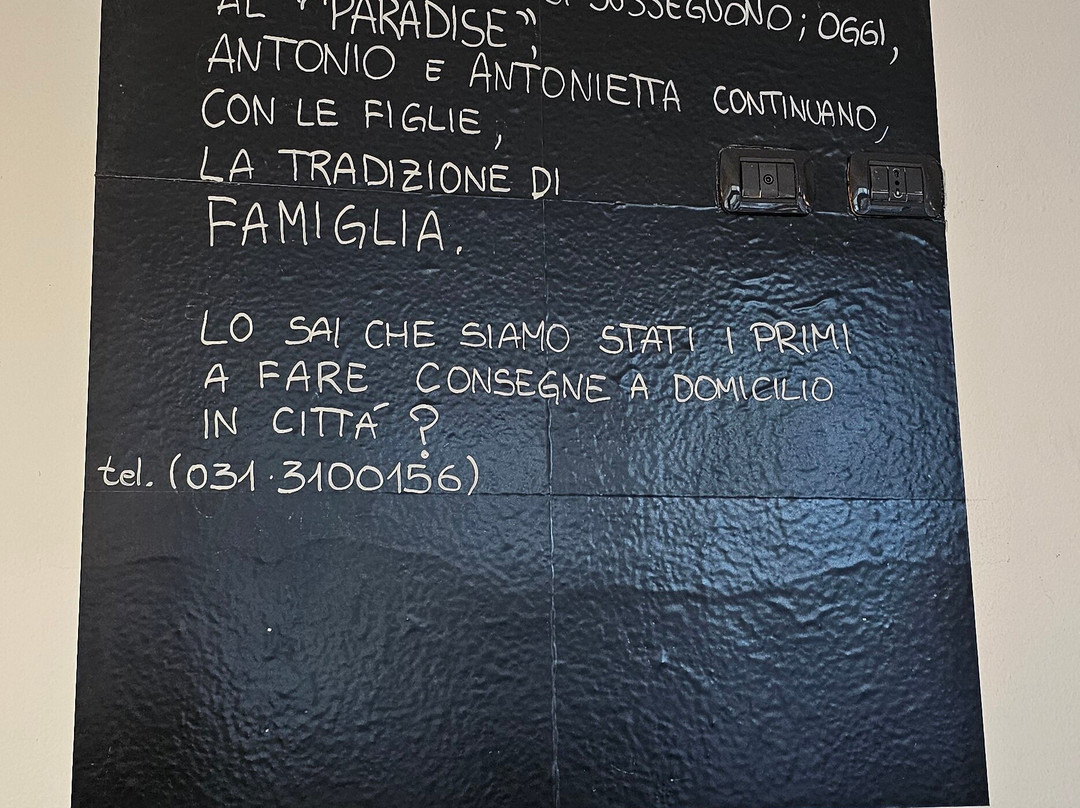 AL "PARADISE", SUSSEGUONO; OGGI,
ANTONIO E ANTONIETTA CONTINUANO,
CON LE FIGLIE,
LA TRADIZIONE DI
FAMIGLIA.
LO SAI CHE SIAMO STATI I PRIMI
A FARE CONSEGNE A DOMICILIO
IN CITTÁ ?
tel. (031.3100156)